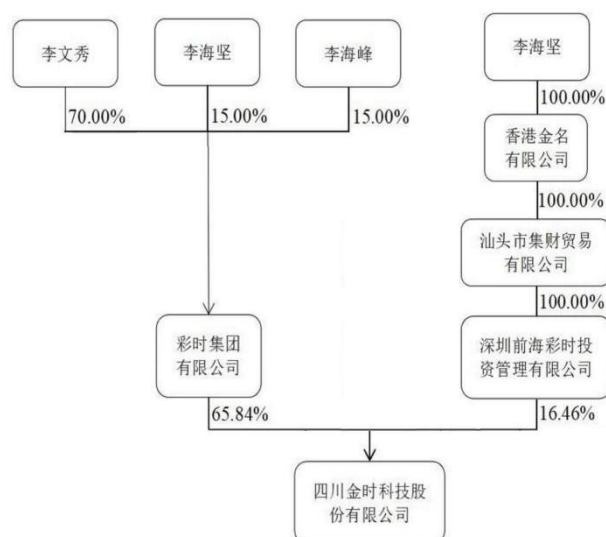 李文秀
李海坚
李海峰
李海坚
70.00%
15.00%
15.00%
100.00%
香港金名
有限公司
100.00%
汕头市集财贸易
有限公司
100.00%
彩时集团
有限公司
深圳前海彩时投
资管理有限公司
65.84%
16.46%
四川金时科技股
份有限公司